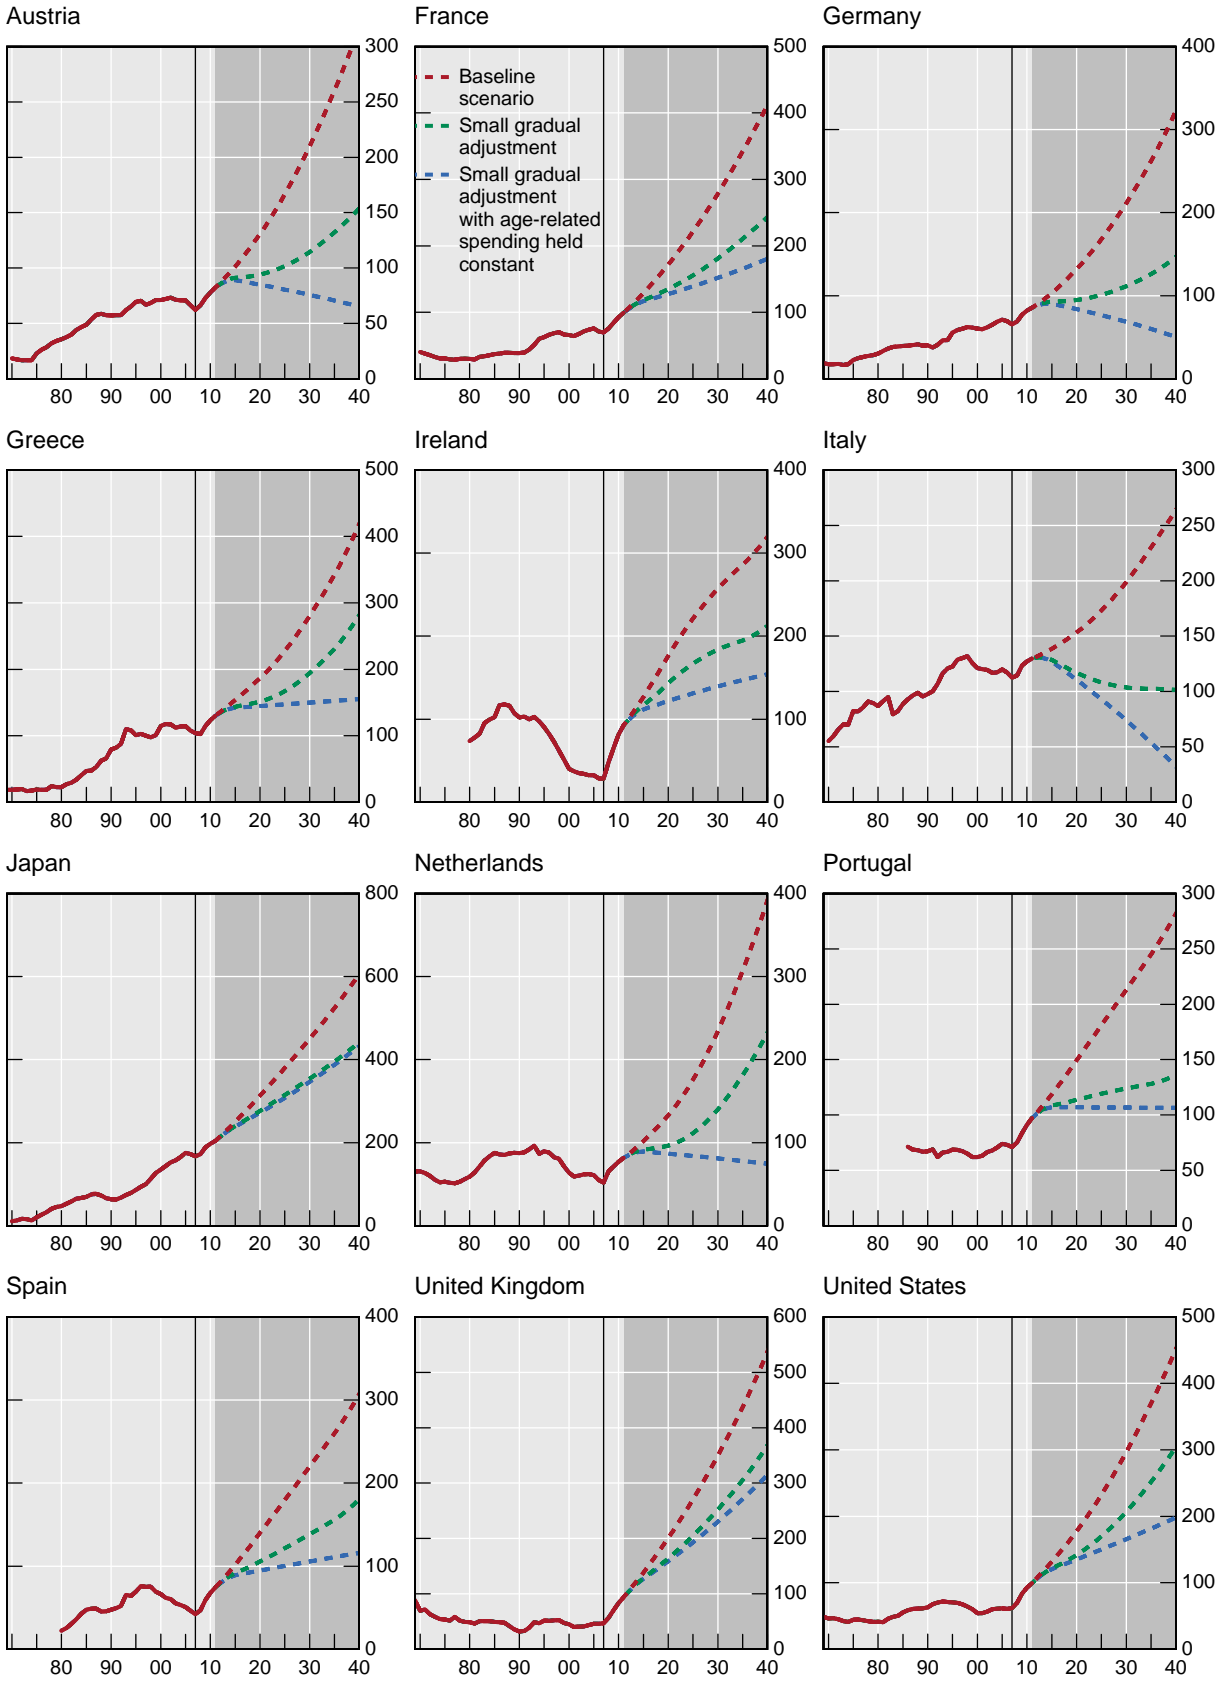 Austria
300
250
200
150
100
50
0
80 90 00 10 20 30 40
France
Baseline
scenario
Small gradual
adjustment
Small gradual
adjustment
with age-related
spending held
constant
500
400
300
200
100
0
80 90 00 10 20 30 40
Germany
400
300
200
100
0
80 90 00 10 20 30 40
Greece
500
400
300
200
100
0
80 90 00 10 20 30 40
Ireland
400
300
200
100
0
80 90 00 10 20 30 40
Italy
300
250
200
150
100
50
0
80 90 00 10 20 30 40
Japan
800
600
400
200
0
80 90 00 10 20 30 40
Netherlands
400
300
200
100
0
80 90 00 10 20 30 40
Portugal
300
250
200
150
100
50
0
80 90 00 10 20 30 40
Spain
400
300
200
100
0
80 90 00 10 20 30 40
United Kingdom
600
500
400
300
200
100
0
80 90 00 10 20 30 40
United States
500
400
300
200
100
0
80 90 00 10 20 30 40